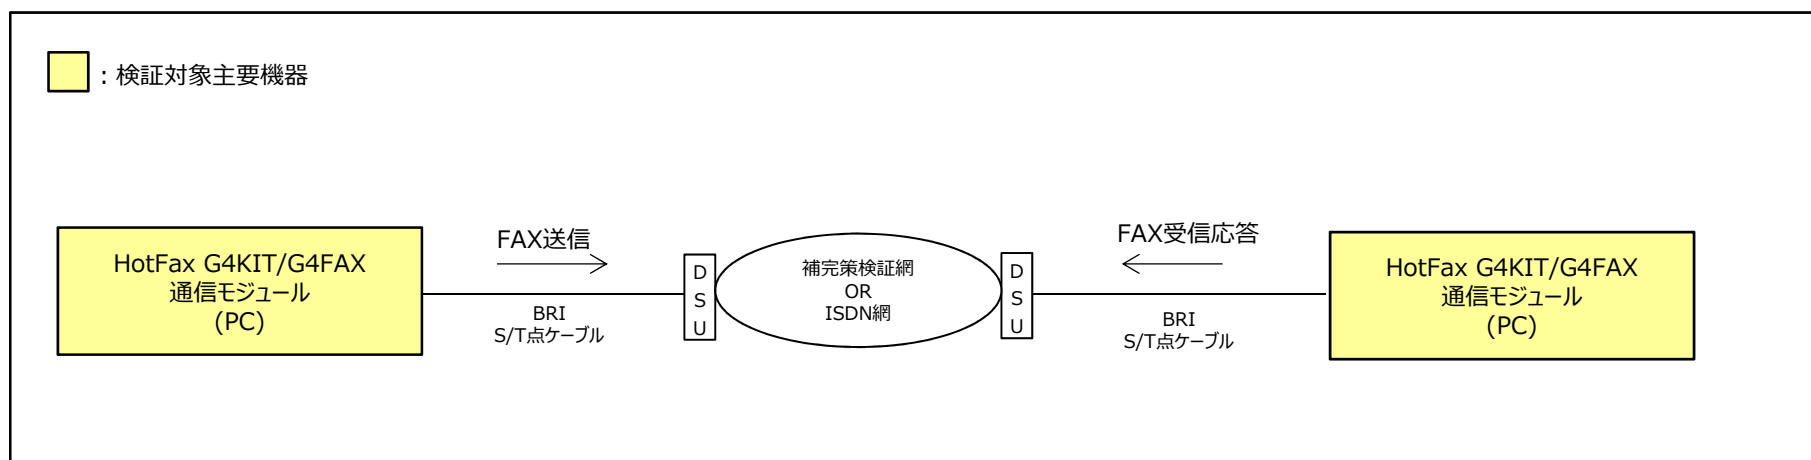 ：検証対象主要機器
HotFax G4KIT/G4FAX
通信モジュール
(PC)
FAX送信
BRI
S/T点ケーブル
D
S
U
補完策検証網
OR
ISDN網
D
S
U
FAX受信応答
BRI
S/T点ケーブル
HotFax G4KIT/G4FAX
通信モジュール
(PC)